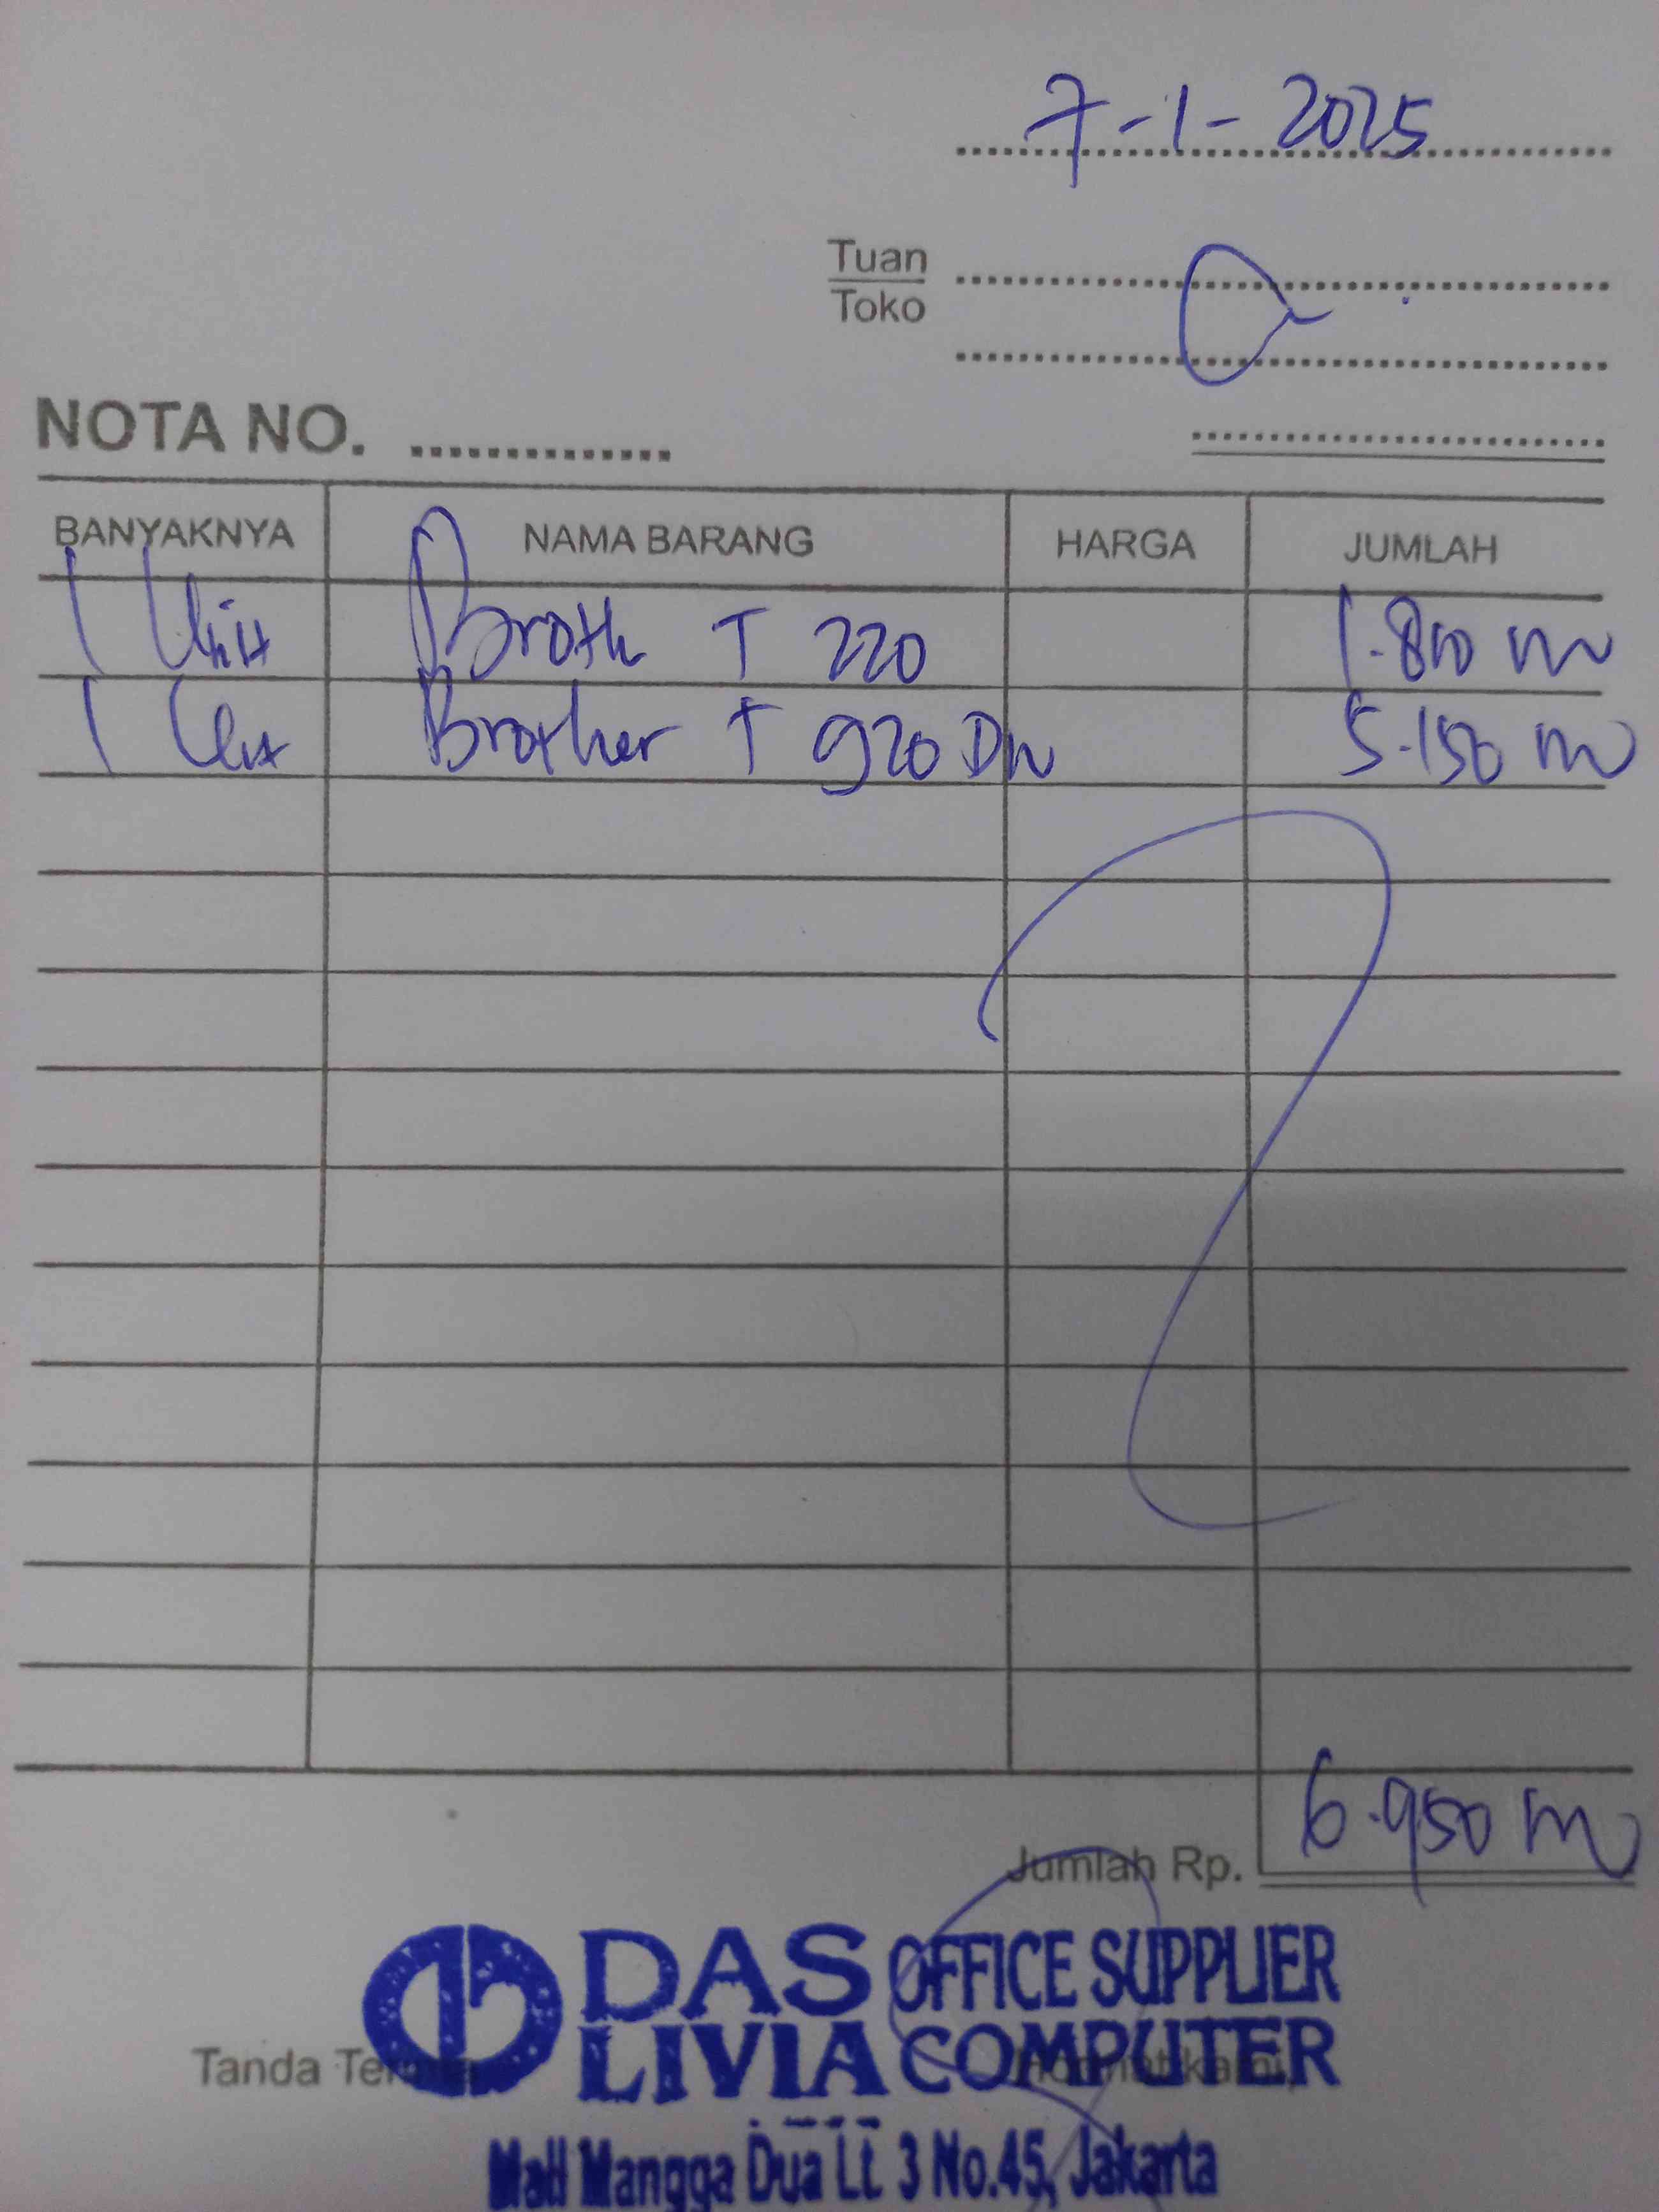 7-1-2025
Tuan
Toko
NOTA NO.
BANYAKNYA NAMA BARANG HARGA JUMLAH
1 Unit Broth T 220 1.800 m
1 Unit Brother T 920 DW 5.150 m
Jumlah Rp. 6.950 m
DAS OFFICE SUPPLIER
LIVIA COMPUTER
Tanda Terima Hormat kami,
Mall Mangga Dua Lt 3 No.45, Jakarta